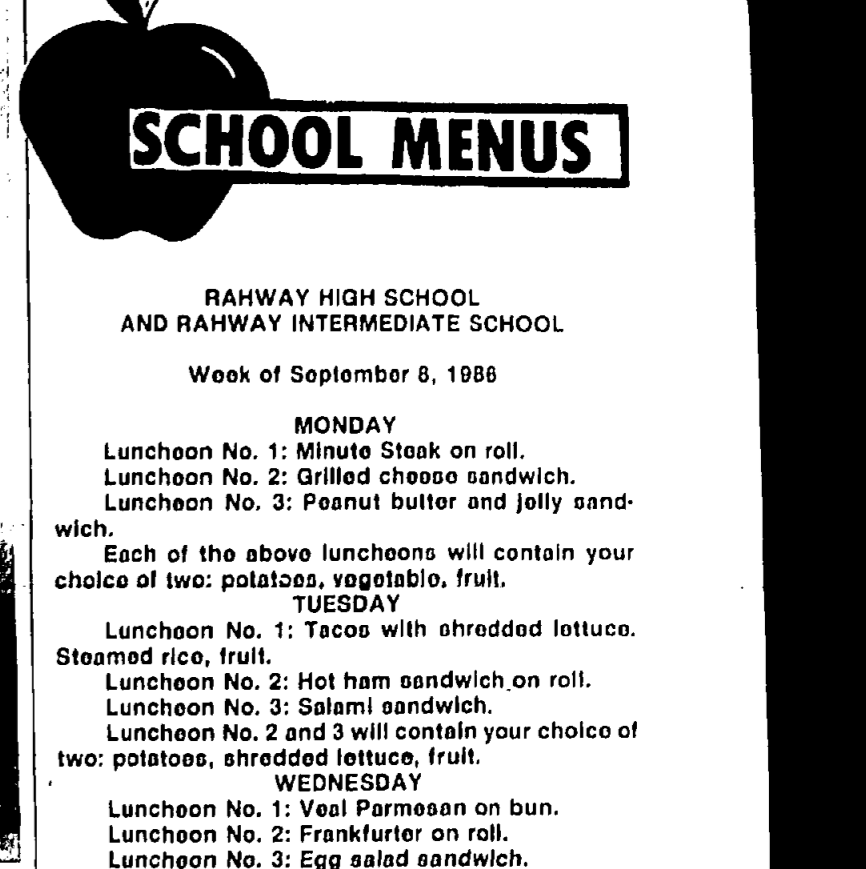 SCHOOL MENUS
RAHWAY HIGH SCHOOL
AND RAHWAY INTERMEDIATE SCHOOL
Week of September 8, 1986
MONDAY
Luncheon No. 1: Minute Steak on roll.
Luncheon No. 2: Grilled cheese sandwich.
Luncheon No. 3: Peanut butter and jelly sand-
wich.
Each of the above luncheons will contain your
choice of two: potatoes, vegetable, fruit.
TUESDAY
Luncheon No. 1: Tacos with shredded lettuce.
Steamed rice, fruit.
Luncheon No. 2: Hot ham sandwich on roll.
Luncheon No. 3: Salami sandwich.
Luncheon No. 2 and 3 will contain your choice of
two: potatoes, shredded lettuce, fruit.
WEDNESDAY
Luncheon No. 1: Veal Parmesan on bun.
Luncheon No. 2: Frankfurter on roll.
Luncheon No. 3: Egg salad sandwich.